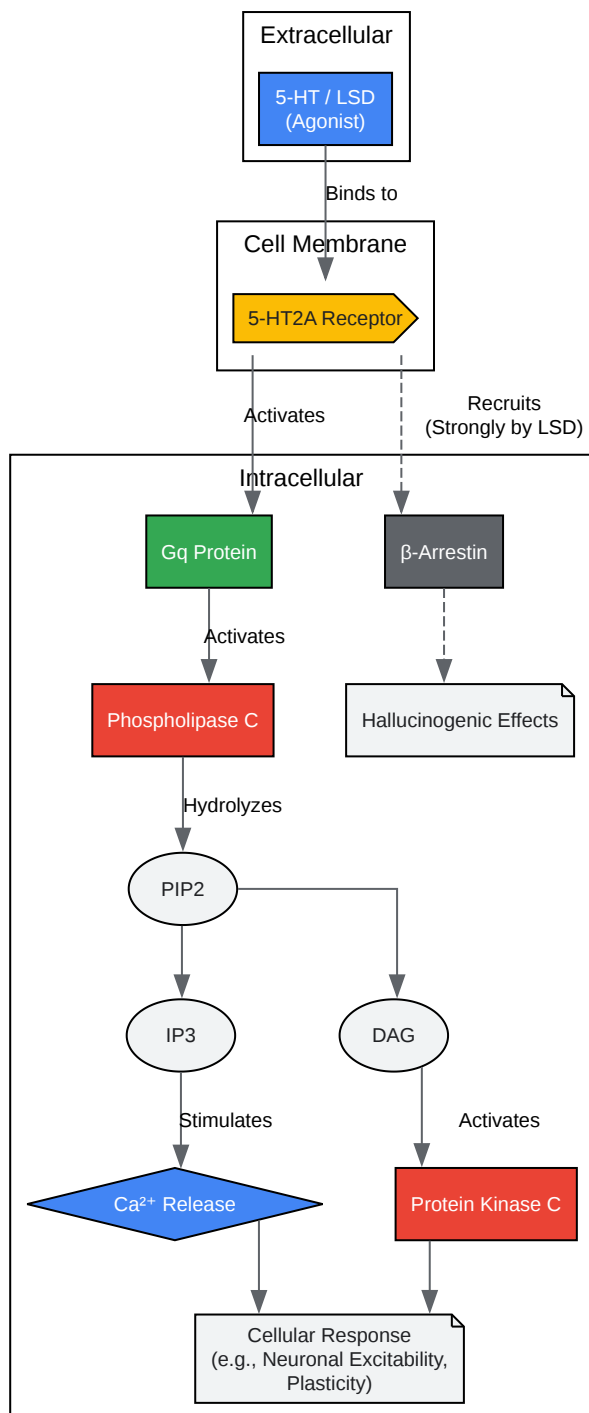 Extracellular
5-HT / LSD
(Agonist)
Binds to
Cell Membrane
5-HT2A Receptor
Activates
Recruits
(Strongly by LSD)
Intracellular
Gq Protein
β-Arrestin
Activates
Phospholipase C
Hallucinogenic Effects
Hydrolyzes
PIP2
IP3
DAG
Stimulates
Activates
Ca²⁺ Release
Protein Kinase C
Cellular Response
(e.g., Neuronal Excitability,
Plasticity)